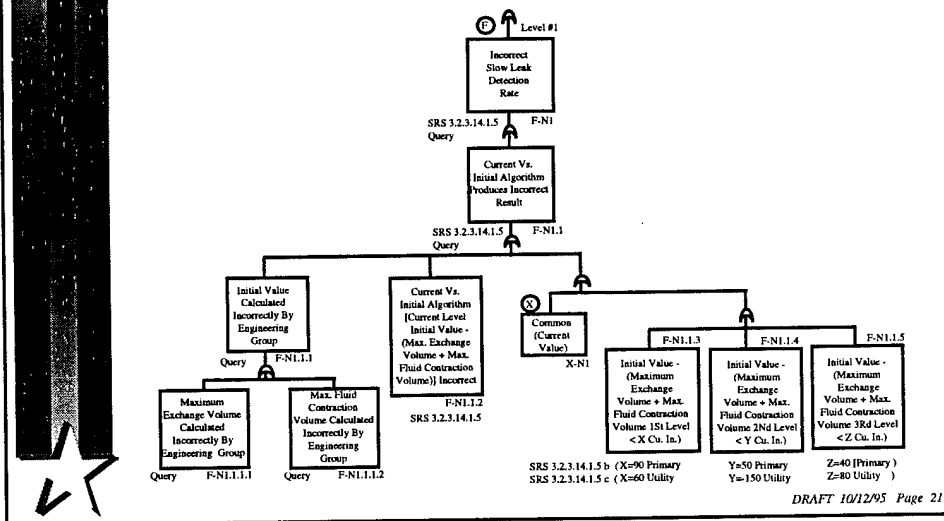 F
Level #1
Incorrect
Slow Leak
Detection
Rate
SRS 3.2.3.14.1.5 F-N1
Query
Current Vs.
Initial Algorithm
Produces Incorrect
Result
SRS 3.2.3.14.1.5 F-N1.1
Query
Initial Value
Calculated
Incorrectly By
Engineering
Group
Query F-N1.1.1
Maximum
Exchange Volume
Calculated
Incorrectly By
Engineering Group
Query F-N1.1.1.1
Max. Fluid
Contraction
Volume Calculated
Incorrectly By
Engineering
Group
Query F-N1.1.1.2
Current Vs.
Initial Algorithm
[Current Level
Initial Value -
(Max. Exchange
Volume + Max.
Fluid Contraction
Volume)] Incorrect
F-N1.1.2
SRS 3.2.3.14.1.5
X
Common
(Current
Value)
X-N1
F-N1.1.3
Initial Value -
(Maximum
Exchange
Volume + Max.
Fluid Contraction
Volume 1St Level
< X Cu. In.)
F-N1.1.4
Initial Value -
(Maximum
Exchange
Volume + Max.
Fluid Contraction
Volume 2Nd Level
< Y Cu. In.)
F-N1.1.5
Initial Value -
(Maximum
Exchange
Volume + Max.
Fluid Contraction
Volume 3Rd Level
< Z Cu. In.)
SRS 3.2.3.14.1.5 b (X=90 Primary Y=50 Primary Z=40 [Primary )
SRS 3.2.3.14.1.5 c (X=60 Utility Y=-150 Utility Z=80 Utility )
DRAFT 10/12/95 Page 21